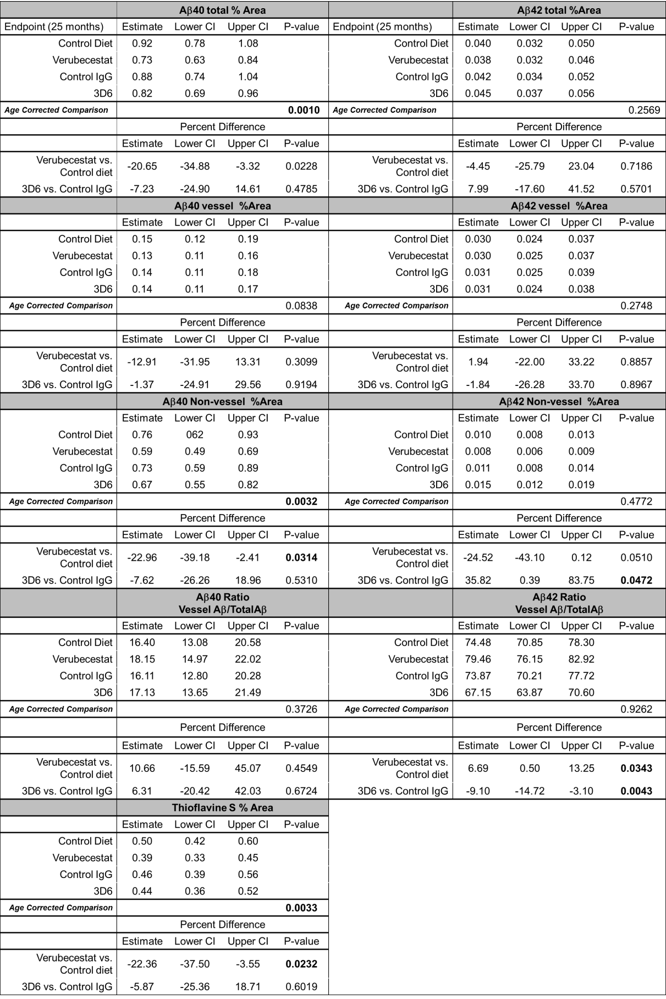 Aβ40 total % Area Aβ42 total %Area
Endpoint (25 months) Estimate Lower CI Upper CI P-value Endpoint (25 months) Estimate Lower CI Upper CI P-value
Control Diet 0.92 0.78 1.08 Control Diet 0.040 0.032 0.050
Verubecestat 0.73 0.63 0.84 Verubecestat 0.038 0.032 0.046
Control IgG 0.88 0.74 1.04 Control IgG 0.042 0.034 0.052
3D6 0.82 0.69 0.96 3D6 0.045 0.037 0.056
Age Corrected Comparison 0.0010 Age Corrected Comparison 0.2569
Percent Difference Percent Difference
Estimate Lower CI Upper CI P-value Estimate Lower CI Upper CI P-value
Verubecestat vs. Control diet -20.65 -34.88 -3.32 0.0228 Verubecestat vs. Control diet -4.45 -25.79 23.04 0.7186
3D6 vs. Control IgG -7.23 -24.90 14.61 0.4785 3D6 vs. Control IgG 7.99 -17.60 41.52 0.5701
Aβ40 vessel %Area Aβ42 vessel %Area
Estimate Lower CI Upper CI P-value Estimate Lower CI Upper CI P-value
Control Diet 0.15 0.12 0.19 Control Diet 0.030 0.024 0.037
Verubecestat 0.13 0.11 0.16 Verubecestat 0.030 0.025 0.037
Control IgG 0.14 0.11 0.18 Control IgG 0.031 0.025 0.039
3D6 0.14 0.11 0.17 3D6 0.031 0.024 0.038
Age Corrected Comparison 0.0838 Age Corrected Comparison 0.2748
Percent Difference Percent Difference
Estimate Lower CI Upper CI P-value Estimate Lower CI Upper CI P-value
Verubecestat vs. Control diet -12.91 -31.95 13.31 0.3099 Verubecestat vs. Control diet 1.94 -22.00 33.22 0.8857
3D6 vs. Control IgG -1.37 -24.91 29.56 0.9194 3D6 vs. Control IgG -1.84 -26.28 33.70 0.8967
Aβ40 Non-vessel %Area Aβ42 Non-vessel %Area
Estimate Lower CI Upper CI P-value Estimate Lower CI Upper CI P-value
Control Diet 0.76 062 0.93 Control Diet 0.010 0.008 0.013
Verubecestat 0.59 0.49 0.69 Verubecestat 0.008 0.006 0.009
Control IgG 0.73 0.59 0.89 Control IgG 0.011 0.008 0.014
3D6 0.67 0.55 0.82 3D6 0.015 0.012 0.019
Age Corrected Comparison 0.0032 Age Corrected Comparison 0.4772
Percent Difference Percent Difference
Estimate Lower CI Upper CI P-value Estimate Lower CI Upper CI P-value
Verubecestat vs. Control diet -22.96 -39.18 -2.41 0.0314 Verubecestat vs. Control diet -24.52 -43.10 0.12 0.0510
3D6 vs. Control IgG -7.62 -26.26 18.96 0.5310 3D6 vs. Control IgG 35.82 0.39 83.75 0.0472
Aβ40 Ratio Aβ42 Ratio
Vessel Aβ/TotalAβ Vessel Aβ/TotalAβ
Estimate Lower CI Upper CI P-value Estimate Lower CI Upper CI P-value
Control Diet 16.40 13.08 20.58 Control Diet 74.48 70.85 78.30
Verubecestat 18.15 14.97 22.02 Verubecestat 79.46 76.15 82.92
Control IgG 16.11 12.80 20.28 Control IgG 73.87 70.21 77.72
3D6 17.13 13.65 21.49 3D6 67.15 63.87 70.60
Age Corrected Comparison 0.3726 Age Corrected Comparison 0.9262
Percent Difference Percent Difference
Estimate Lower CI Upper CI P-value Estimate Lower CI Upper CI P-value
Verubecestat vs. Control diet 10.66 -15.59 45.07 0.4549 Verubecestat vs. Control diet 6.69 0.50 13.25 0.0343
3D6 vs. Control IgG 6.31 -20.42 42.03 0.6724 3D6 vs. Control IgG -9.10 -14.72 -3.10 0.0043
Thioflavine S % Area
Estimate Lower CI Upper CI P-value
Control Diet 0.50 0.42 0.60
Verubecestat 0.39 0.33 0.45
Control IgG 0.46 0.39 0.56
3D6 0.44 0.36 0.52
Age Corrected Comparison 0.0033
Percent Difference
Estimate Lower CI Upper CI P-value
Verubecestat vs. Control diet -22.36 -37.50 -3.55 0.0232
3D6 vs. Control IgG -5.87 -25.36 18.71 0.6019